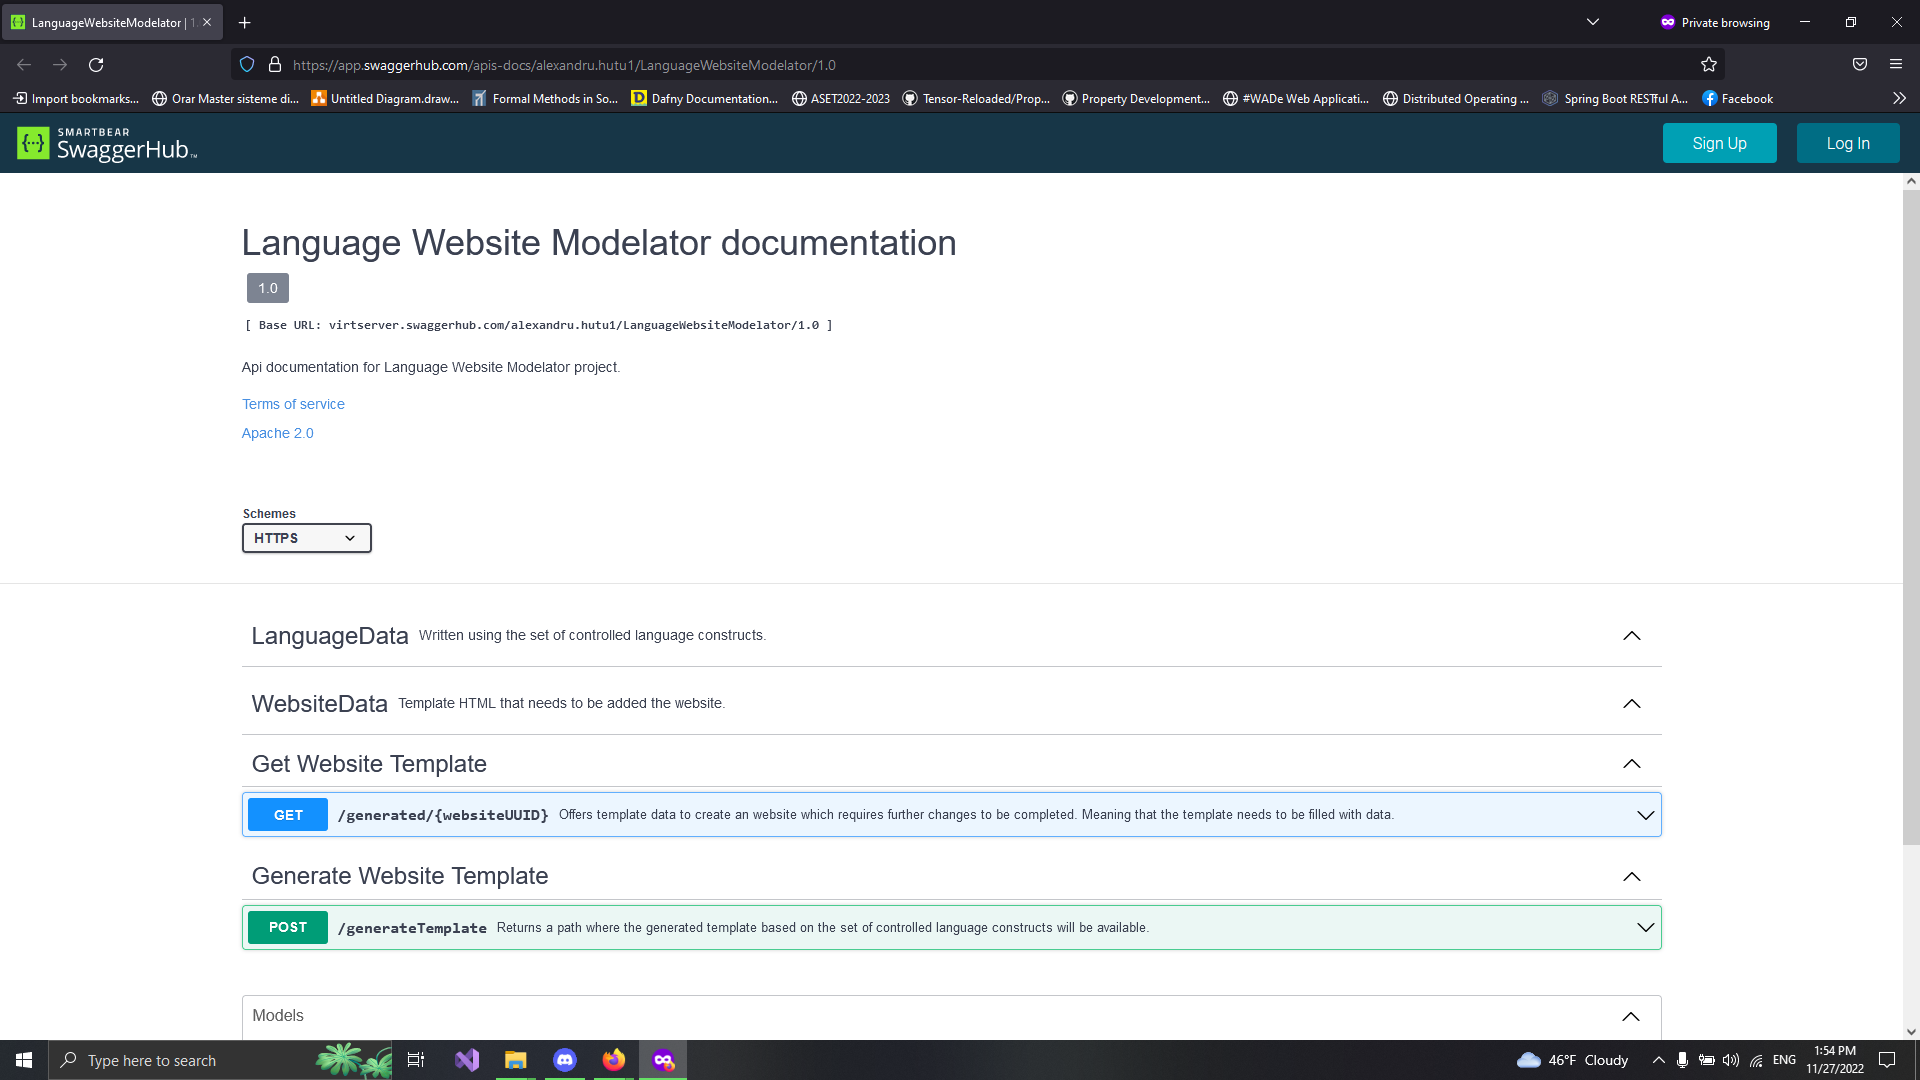 LanguageWebsiteModelator | 1.
Private browsing
https://app.swaggerhub.com/apis-docs/alexandru.hutu1/LanguageWebsiteModelator/1.0
Import bookmarks... Orar Master sisteme di... Untitled Diagram.draw... Formal Methods in So... Dafny Documentation... ASET2022-2023 Tensor-Reloaded/Prop... Property Development... #WADe Web Applicati... Distributed Operating ... Spring Boot RESTful A... Facebook
SMARTBEAR
SwaggerHub™
Sign Up
Log In
Language Website Modelator documentation
1.0
[ Base URL: virtserver.swaggerhub.com/alexandru.hutu1/LanguageWebsiteModelator/1.0 ]
Api documentation for Language Website Modelator project.
Terms of service
Apache 2.0
Schemes
HTTPS
LanguageData Written using the set of controlled language constructs.
WebsiteData Template HTML that needs to be added the website.
Get Website Template
GET /generated/{websiteUUID} Offers template data to create an website which requires further changes to be completed. Meaning that the template needs to be filled with data.
Generate Website Template
POST /generateTemplate Returns a path where the generated template based on the set of controlled language constructs will be available.
Models
Type here to search
46°F Cloudy
ENG
1:54 PM
11/27/2022